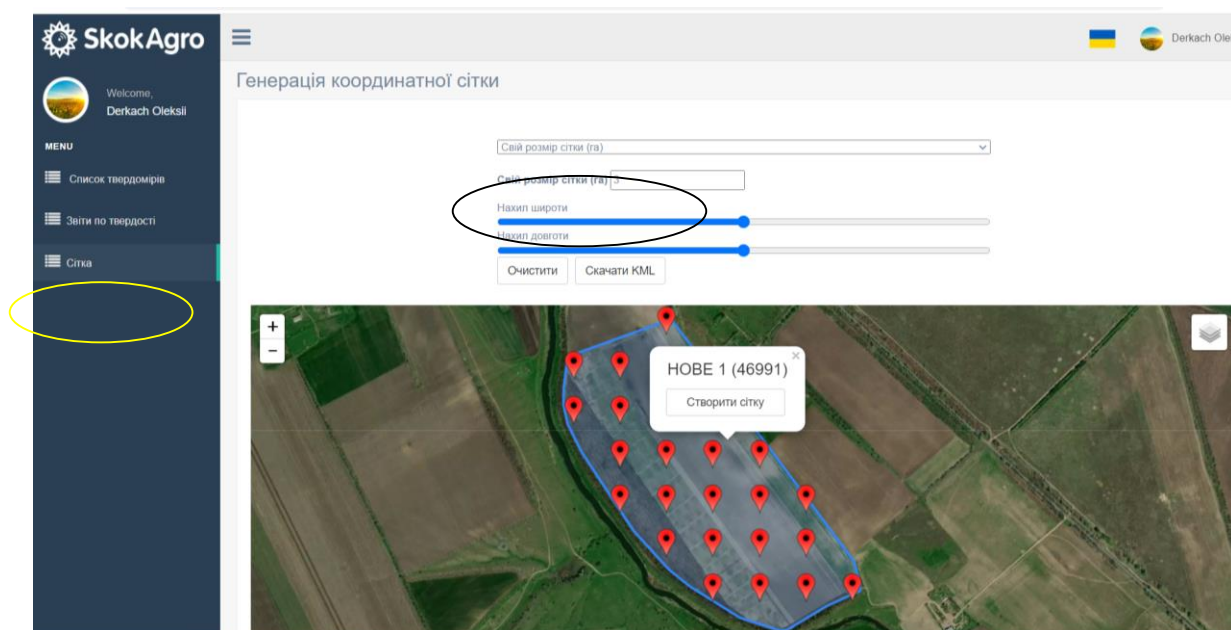 SkokAgro
Derkach Ole
Welcome,
Derkach Oleksii
MENU
Список твердомірів
Звіти по твердості
Сітка
Генерація координатної сітки
Свій розмір сітки (га)
Свій розмір сітки (га) 3
Нахил широти
Нахил довготи
Очистити Скачати KML
+
−
НОВЕ 1 (46991) ×
Створити сітку